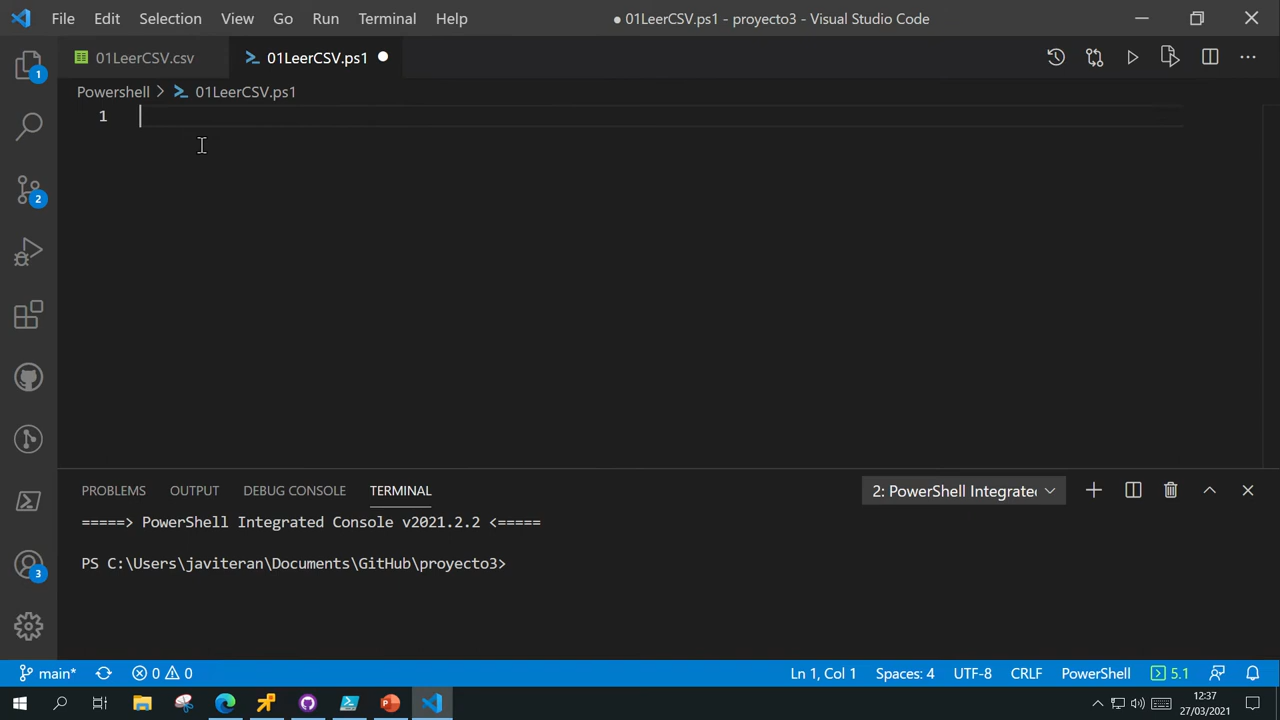 File Edit Selection View Go Run Terminal Help ● 01LeerCSV.ps1 - proyecto3 - Visual Studio Code
01LeerCSV.csv 01LeerCSV.ps1 ●
Powershell > 01LeerCSV.ps1
1
1
2
3
PROBLEMS OUTPUT DEBUG CONSOLE TERMINAL 2: PowerShell Integrate
=====> PowerShell Integrated Console v2021.2.2 <=====
PS C:\Users\javiteran\Documents\GitHub\proyecto3>
main* 0 0 Ln 1, Col 1 Spaces: 4 UTF-8 CRLF PowerShell 5.1
12:37
27/03/2021